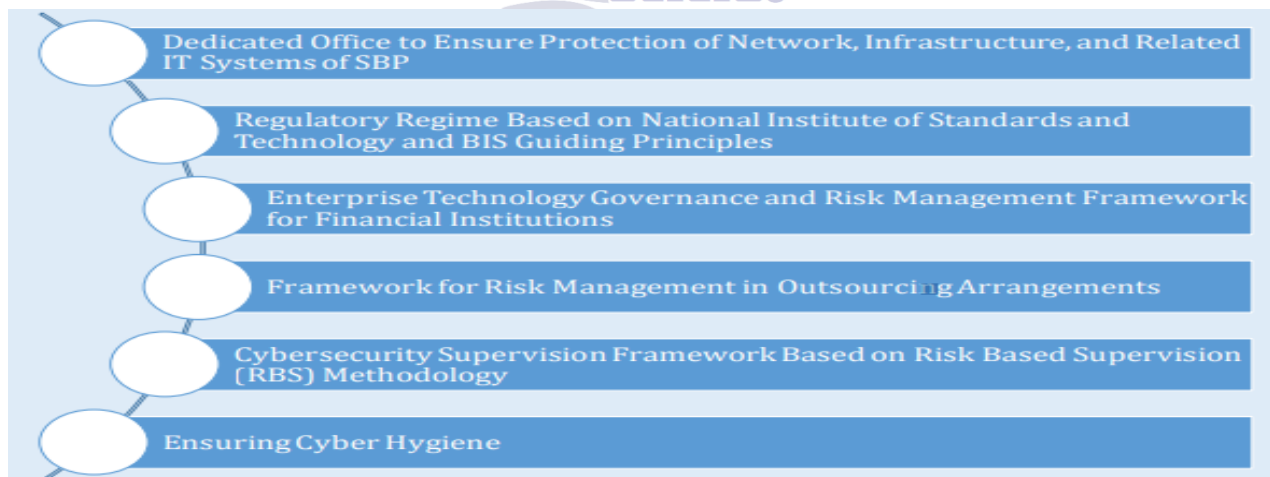 Dedicated Office to Ensure Protection of Network, Infrastructure, and Related
IT Systems of SBP
Regulatory Regime Based on National Institute of Standards and
Technology and BIS Guiding Principles
Enterprise Technology Governance and Risk Management Framework
for Financial Institutions
Framework for Risk Management in Outsourcing Arrangements
Cybersecurity Supervision Framework Based on Risk Based Supervision
(RBS) Methodology
Ensuring Cyber Hygiene